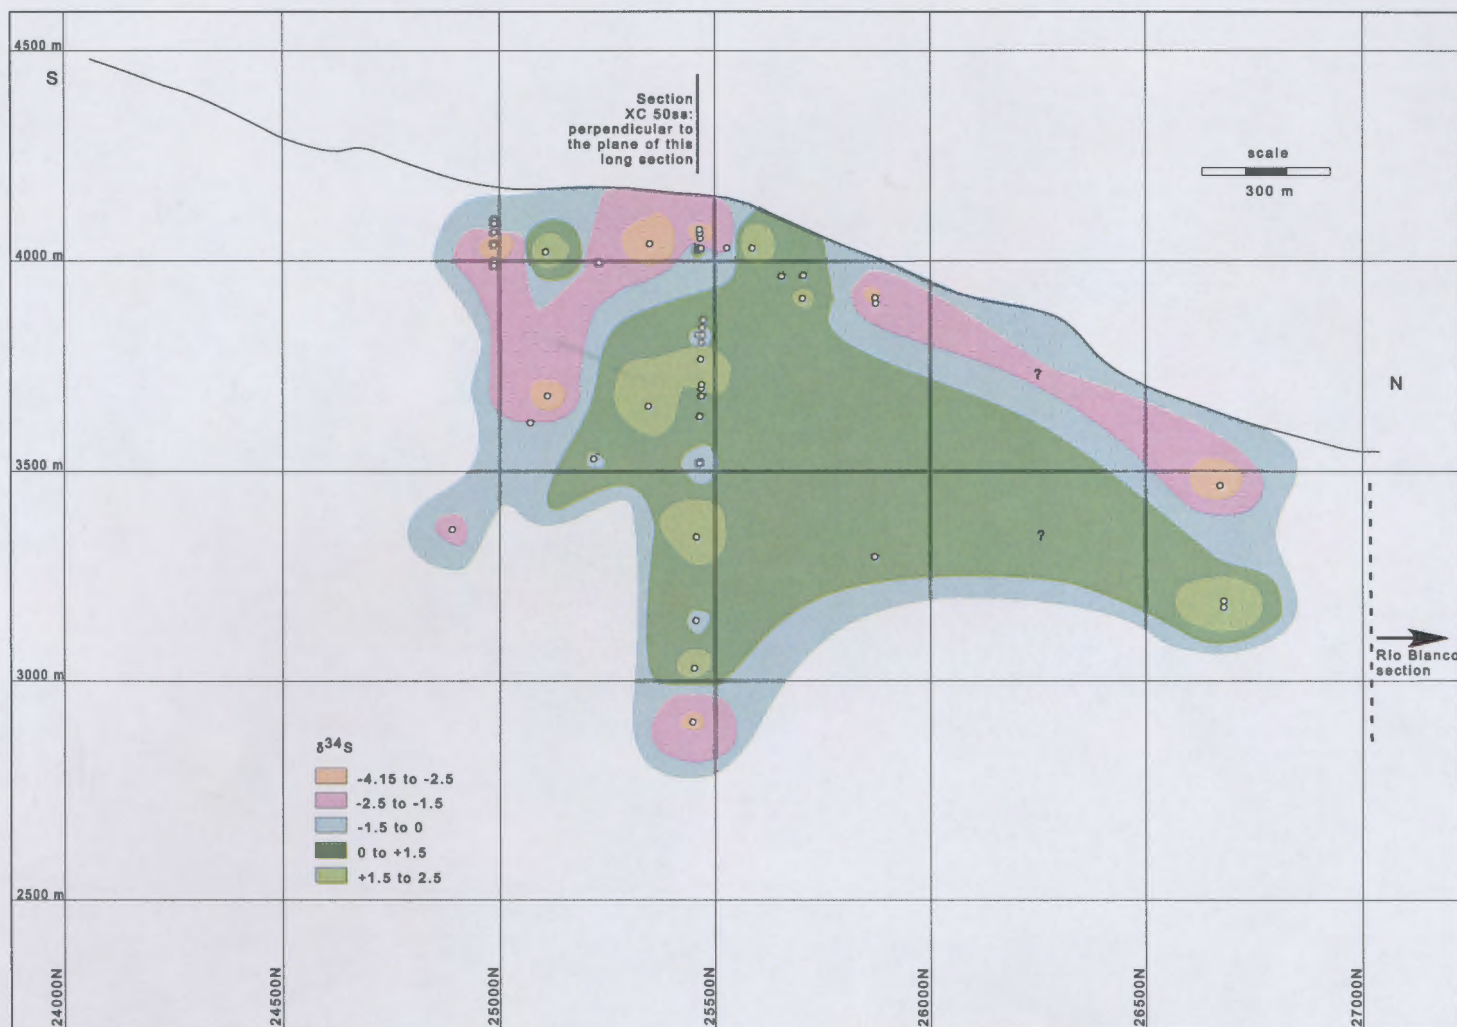 4500 m
S
Section
XC 50sa:
perpendicular to
the plane of this
long section
scale
300 m
4000 m
?
N
3500 m
?
Río Blanco
section
3000 m
δ34S
-4.15 to -2.5
-2.5 to -1.5
-1.5 to 0
0 to +1.5
+1.5 to 2.5
2500 m
24000N
24500N
25000N
25500N
26000N
26500N
27000N